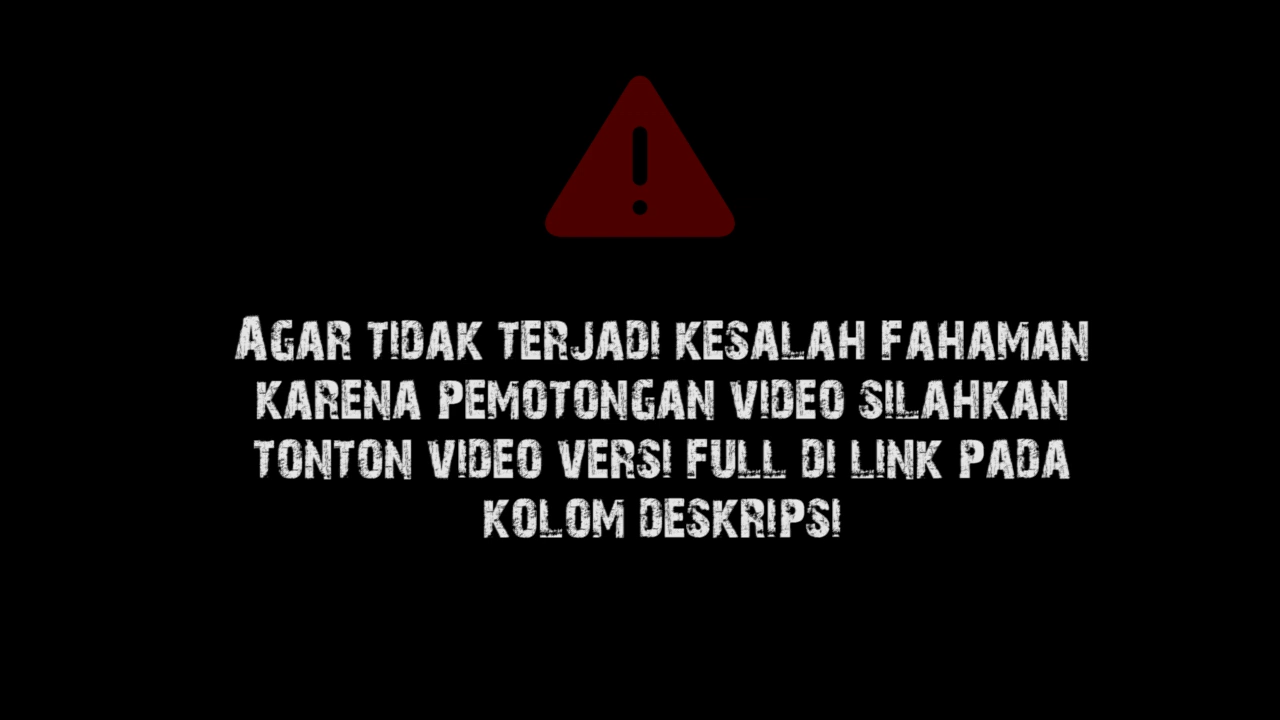 Agar tidak terjadi kesalah fahaman
karena pemotongan video silahkan
tonton video versi full di link pada
kolom deskripsi